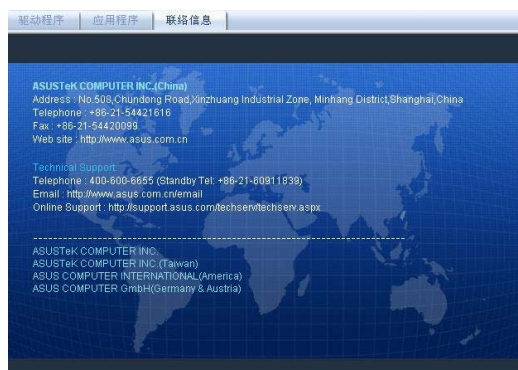 驱动程序 应用程序 联络信息
ASUSTeK COMPUTER INC.(China)
Address : No.508,Chundong Road,Xinzhuang Industrial Zone, Minhang District,Shanghai,China
Telephone : +86-21-54421616
Fax : +86-21-54420099
Web site : http://www.asus.com.cn
Technical Support
Telephone : 400-600-6655 (Standby Tel: +86-21-60911839)
Email : http://www.asus.com.cn/email
Online Support : http://support.asus.com/techserv/techserv.aspx
--------------------------------------------------------------------------------
ASUSTeK COMPUTER INC.
ASUSTeK COMPUTER INC.(Taiwan)
ASUS COMPUTER INTERNATIONAL(America)
ASUS COMPUTER GmbH(Germany & Austria)